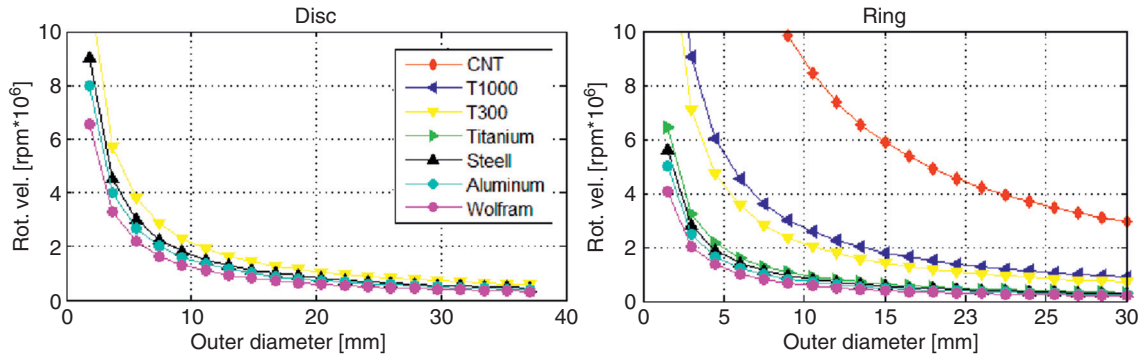 Disc
Rot. vel. [rpm*10^6]
10
8
6
4
2
0
0 10 20 30 40
Outer diameter [mm]
CNT
T1000
T300
Titanium
Steell
Aluminum
Wolfram
Ring
Rot. vel. [rpm*10^6]
10
8
6
4
2
0
0 5 10 15 23 25 30
Outer diameter [mm]